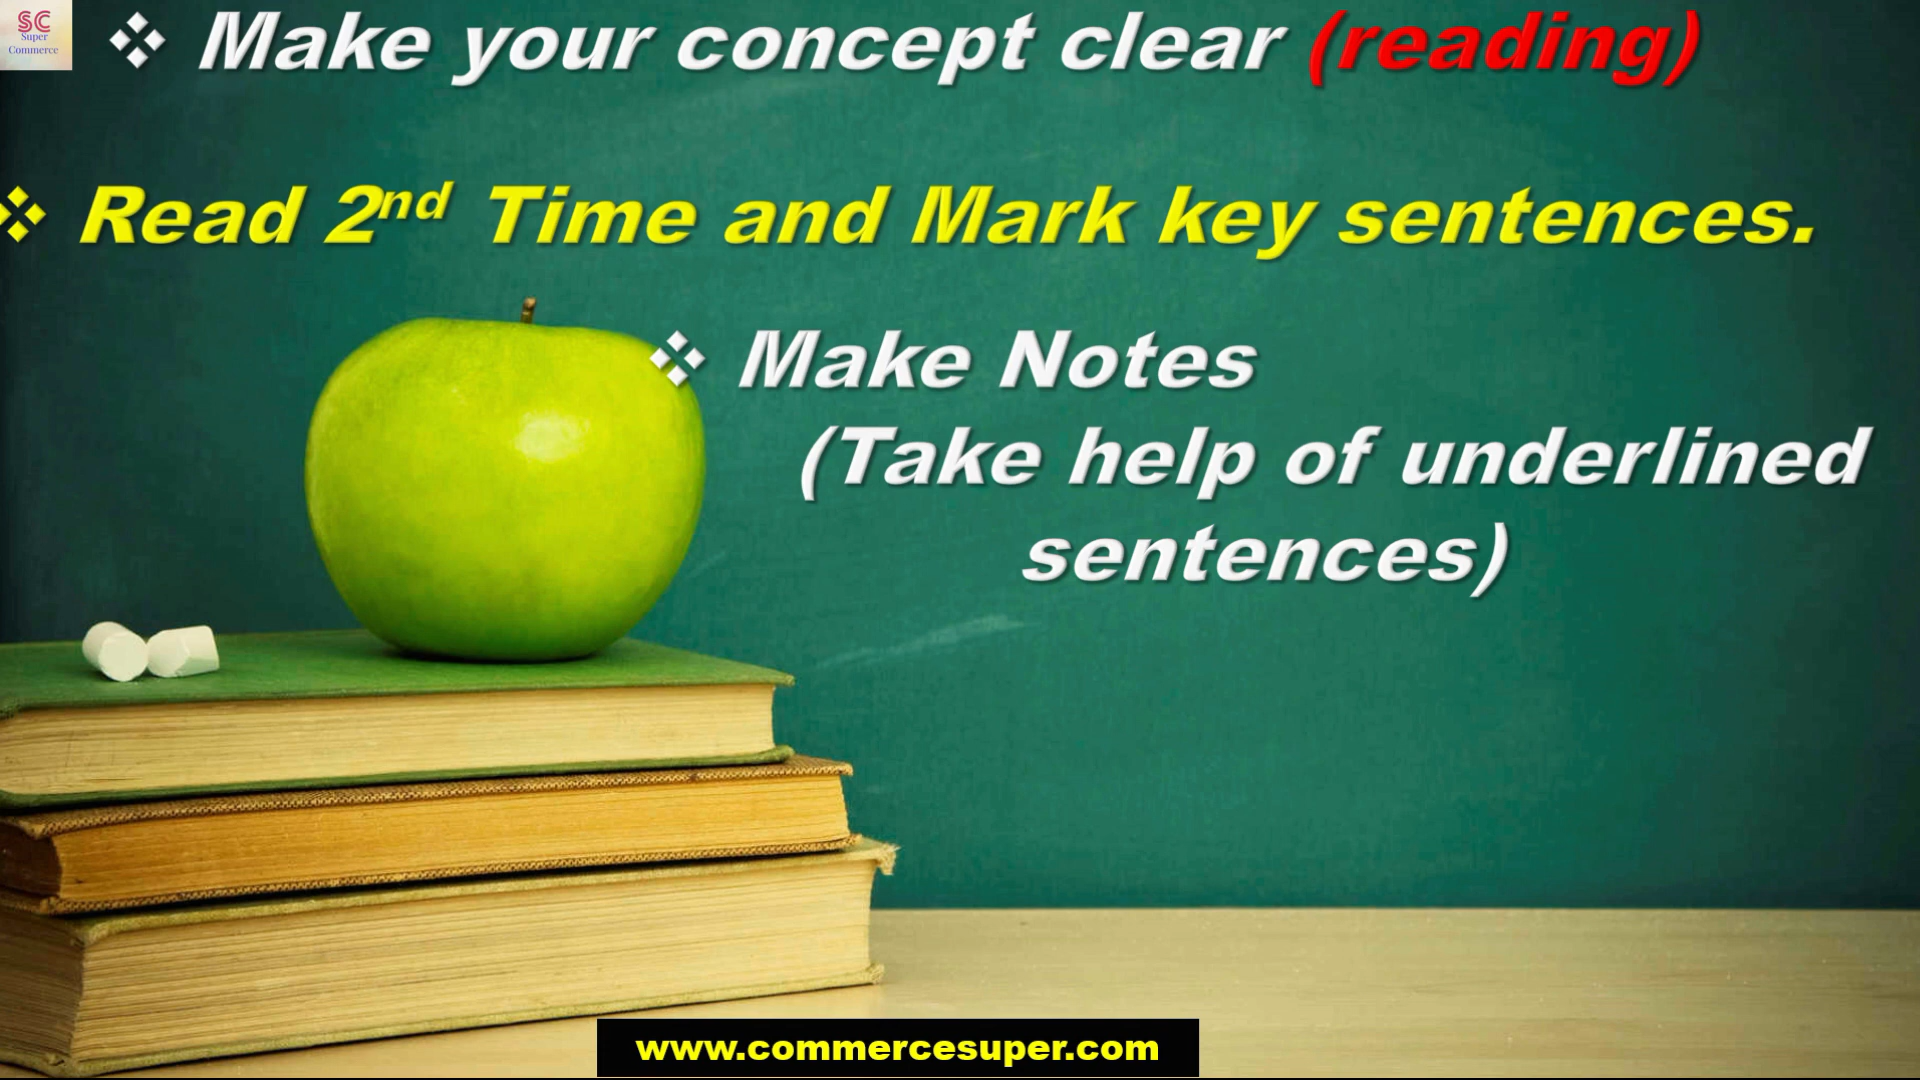 SC
Super
Commerce
❖ Make your concept clear (reading)
❖ Read 2nd Time and Mark key sentences.
❖ Make Notes
(Take help of underlined
sentences)
www.commercesuper.com